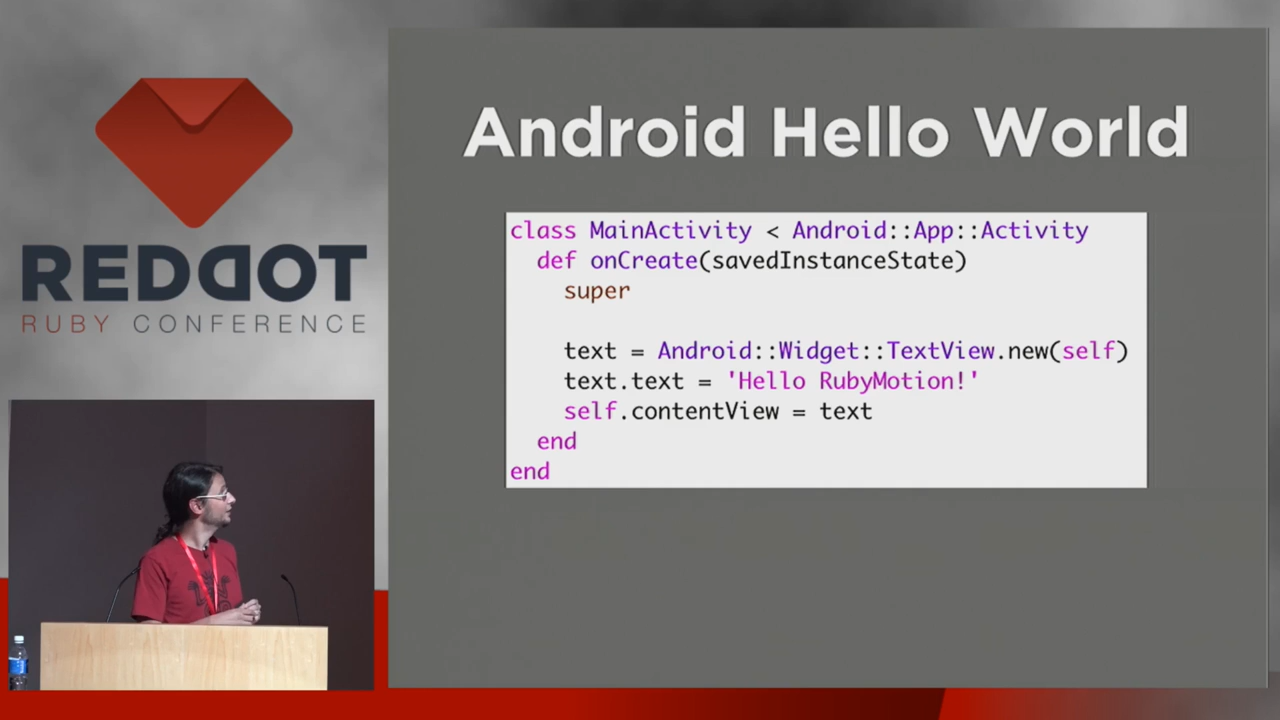 REDDOT
RUBY CONFERENCE
Android Hello World
class MainActivity < Android::App::Activity
  def onCreate(savedInstanceState)
    super

    text = Android::Widget::TextView.new(self)
    text.text = 'Hello RubyMotion!'
    self.contentView = text
  end
end